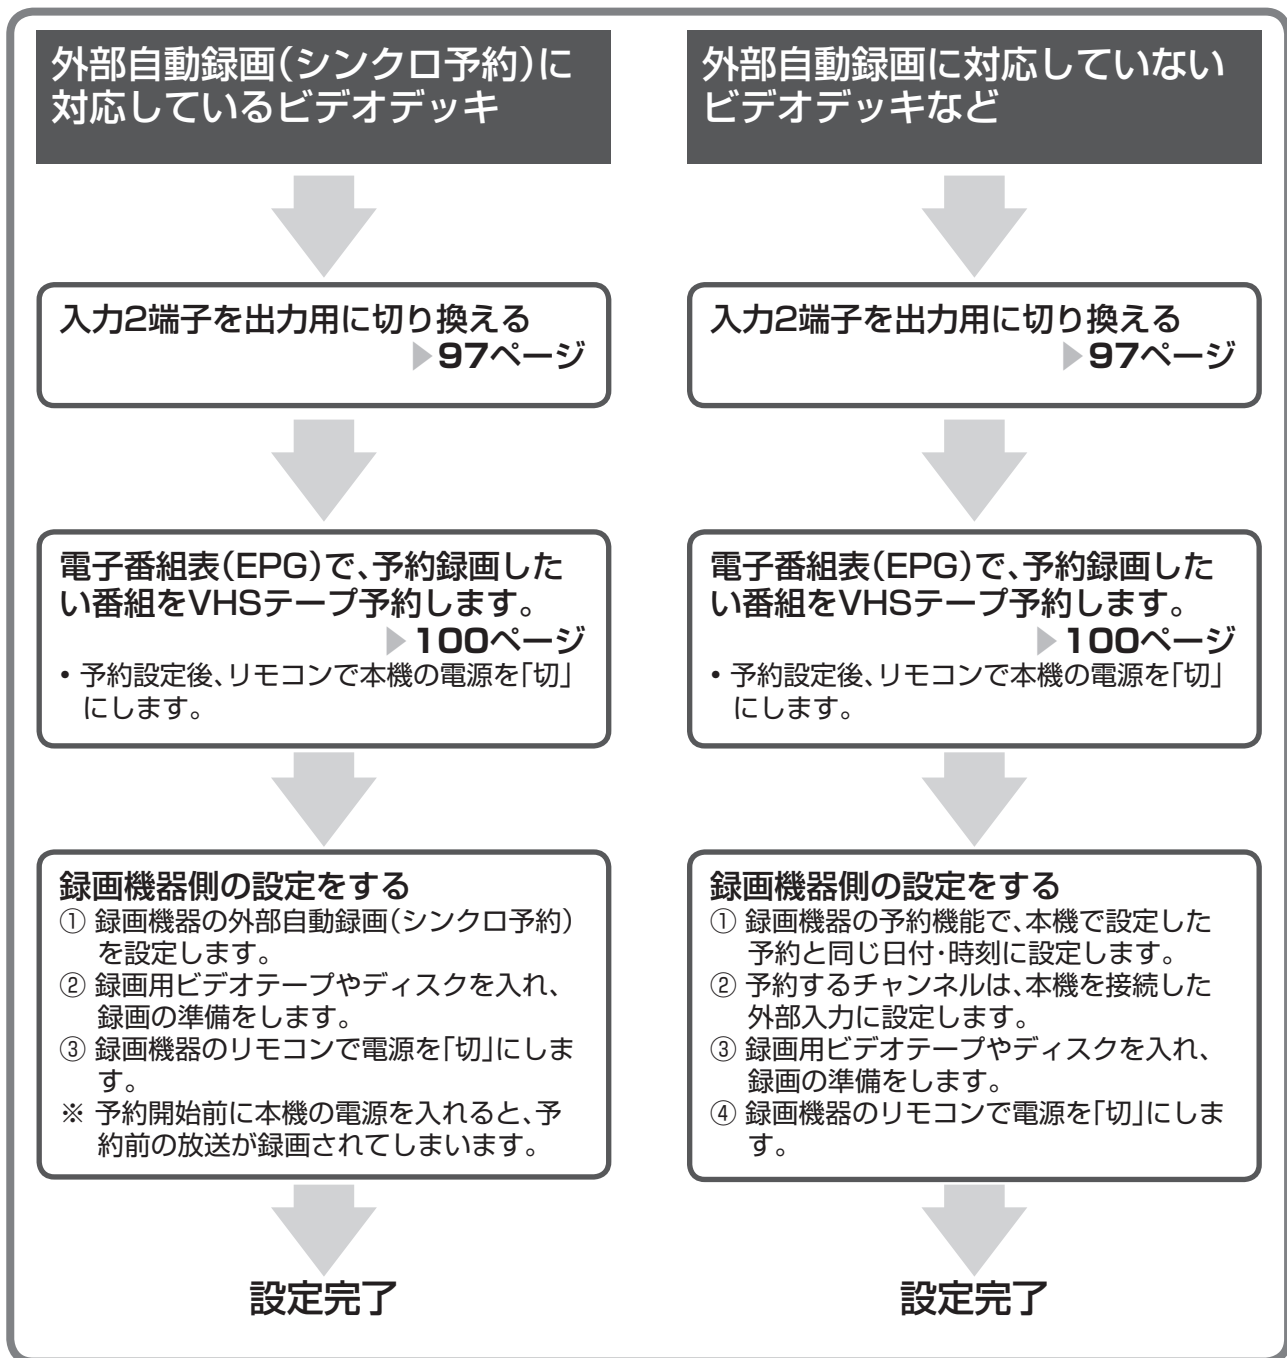 外部自動録画（シンクロ予約）に
対応しているビデオデッキ
入力2端子を出力用に切り換える
▶97ページ
電子番組表（EPG）で、予約録画した
い番組をVHSテープ予約します。
▶100ページ
• 予約設定後、リモコンで本機の電源を「切」
にします。
録画機器側の設定をする
① 録画機器の外部自動録画（シンクロ予約）
を設定します。
② 録画用ビデオテープやディスクを入れ、
録画の準備をします。
③ 録画機器のリモコンで電源を「切」にしま
す。
※ 予約開始前に本機の電源を入れると、予
約前の放送が録画されてしまいます。
設定完了
外部自動録画に対応していない
ビデオデッキなど
入力2端子を出力用に切り換える
▶97ページ
電子番組表（EPG）で、予約録画した
い番組をVHSテープ予約します。
▶100ページ
• 予約設定後、リモコンで本機の電源を「切」
にします。
録画機器側の設定をする
① 録画機器の予約機能で、本機で設定した
予約と同じ日付・時刻に設定します。
② 予約するチャンネルは、本機を接続した
外部入力に設定します。
③ 録画用ビデオテープやディスクを入れ、
録画の準備をします。
④ 録画機器のリモコンで電源を「切」にしま
す。
設定完了